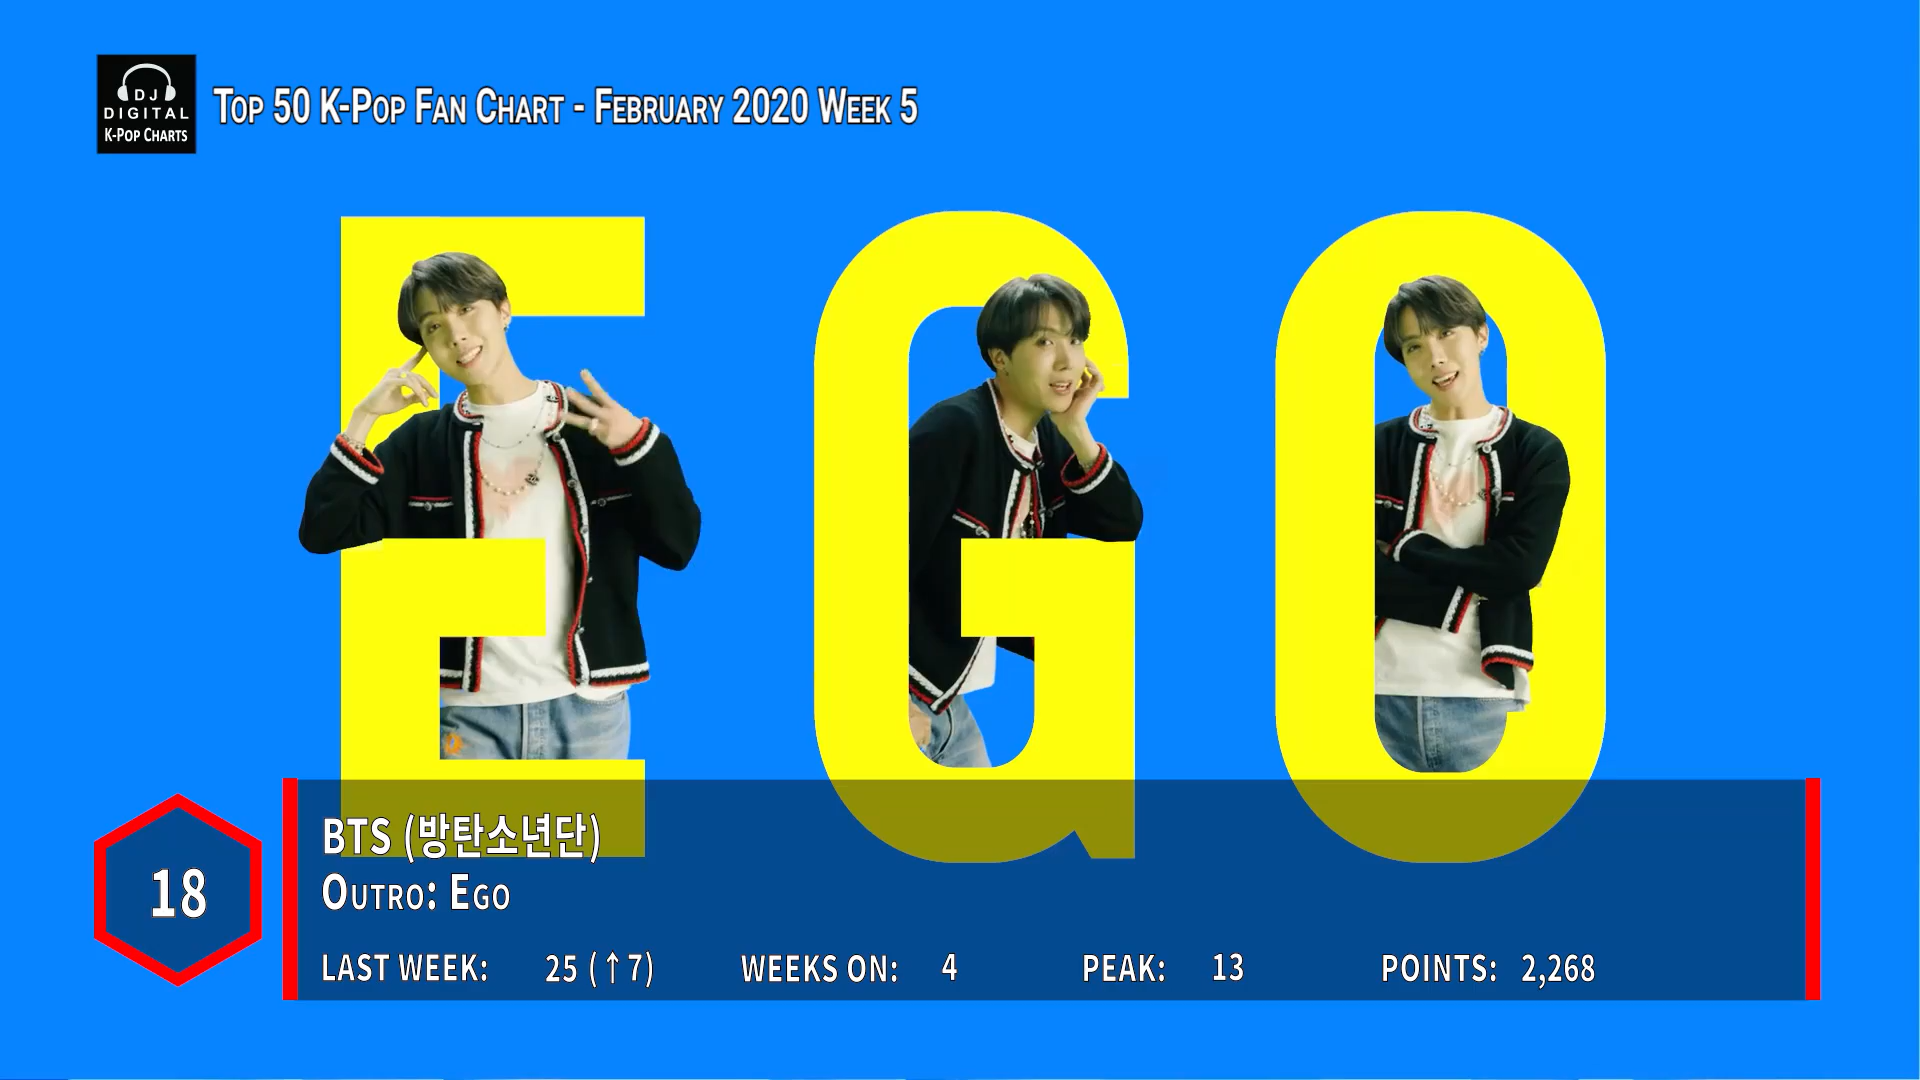 DJ
DIGITAL
K-Pop Charts
Top 50 K-Pop Fan Chart - February 2020 Week 5
EGO
18
BTS (방탄소년단)
Outro: Ego
LAST WEEK: 25 (↑7) WEEKS ON: 4 PEAK: 13 POINTS: 2,268